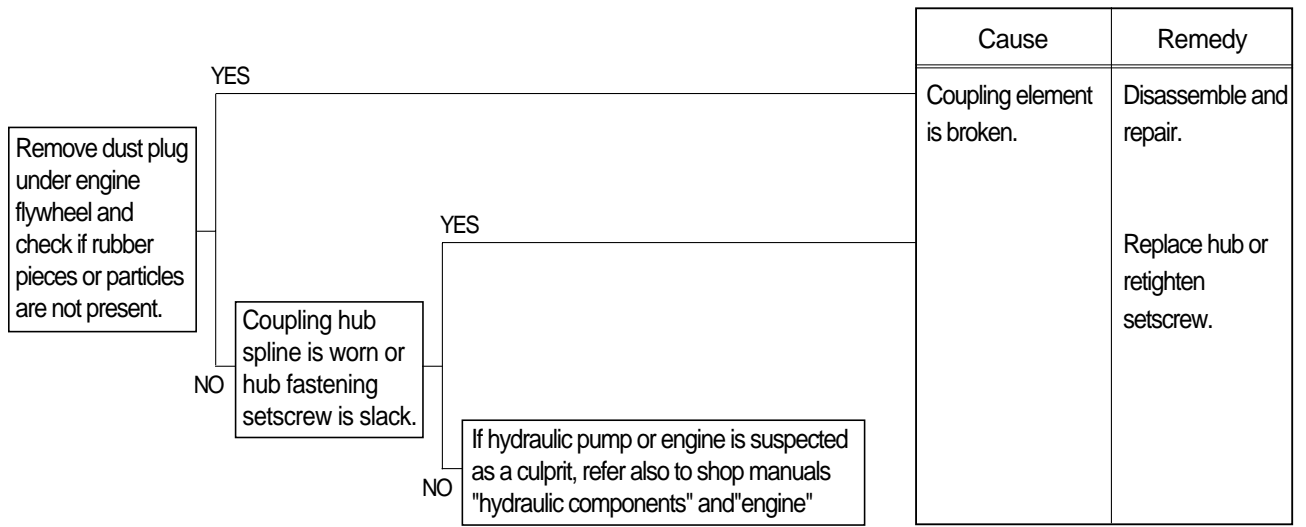 Cause
Remedy
YES
Coupling element
is broken.
Disassemble and
repair.
Remove dust plug
under engine
flywheel and
check if rubber
pieces or particles
are not present.
YES
Replace hub or
retighten
setscrew.
NO
Coupling hub
spline is worn or
hub fastening
setscrew is slack.
NO
If hydraulic pump or engine is suspected
as a culprit, refer also to shop manuals
"hydraulic components" and"engine"